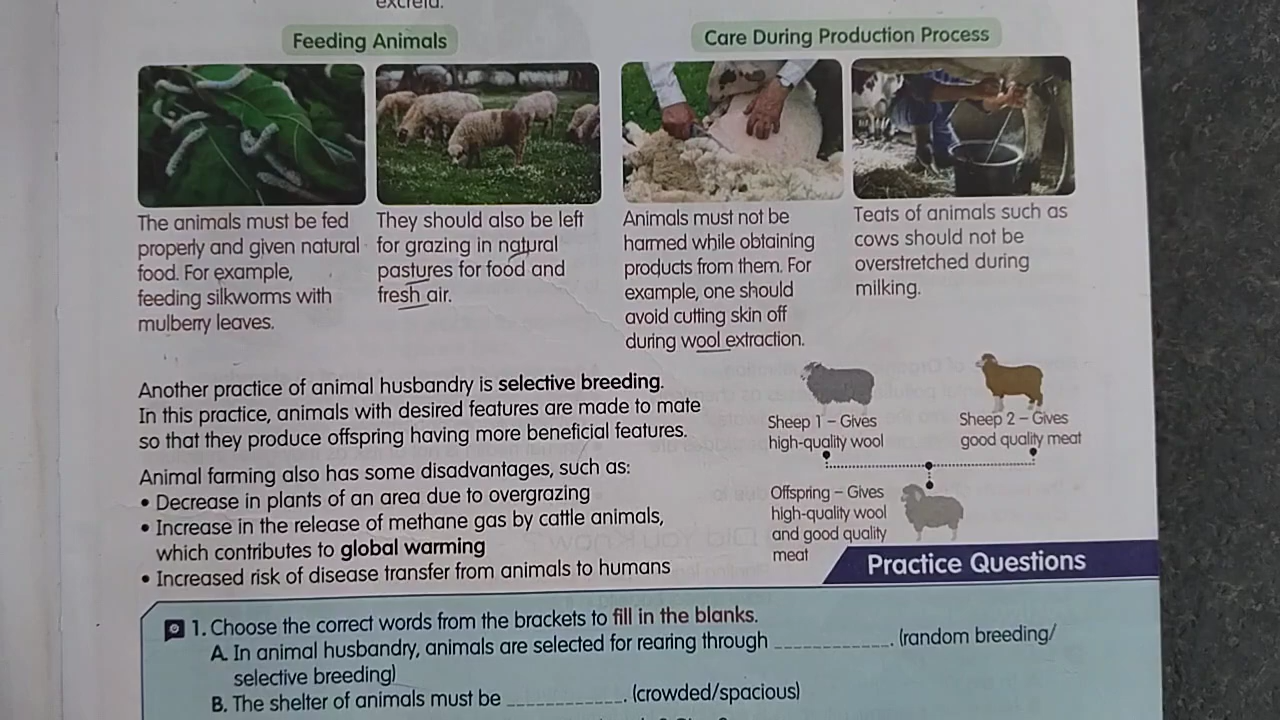 excreta.
Feeding Animals
Care During Production Process
The animals must be fed
properly and given natural
food. For example,
feeding silkworms with
mulberry leaves.
They should also be left
for grazing in natural
pastures for food and
fresh air.
Animals must not be
harmed while obtaining
products from them. For
example, one should
avoid cutting skin off
during wool extraction.
Teats of animals such as
cows should not be
overstretched during
milking.
Another practice of animal husbandry is selective breeding.
In this practice, animals with desired features are made to mate
so that they produce offspring having more beneficial features.
Sheep 1 – Gives
high-quality wool
Sheep 2 – Gives
good quality meat
Offspring – Gives
high-quality wool
and good quality
meat
Animal farming also has some disadvantages, such as:
• Decrease in plants of an area due to overgrazing
• Increase in the release of methane gas by cattle animals,
which contributes to global warming
• Increased risk of disease transfer from animals to humans
Practice Questions
1. Choose the correct words from the brackets to fill in the blanks.
A. In animal husbandry, animals are selected for rearing through ____________. (random breeding/
selective breeding)
B. The shelter of animals must be ____________. (crowded/spacious)